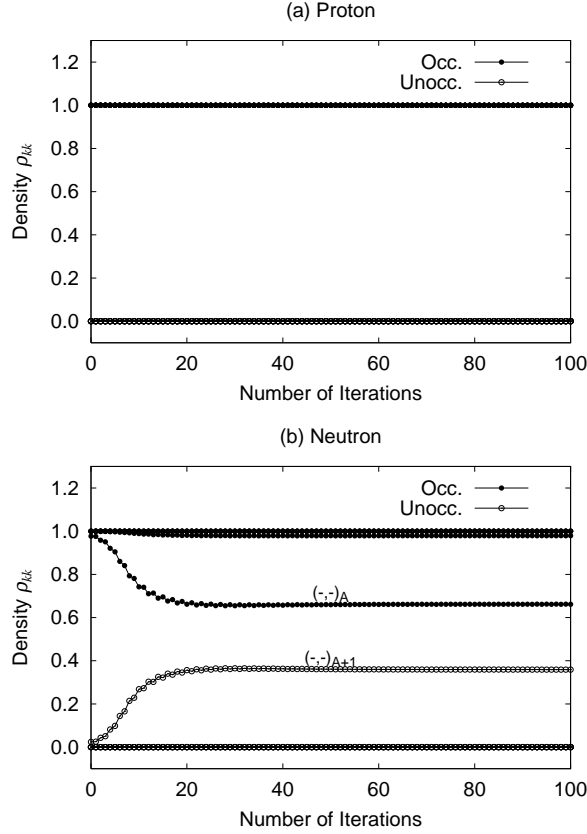 (a) Proton
Occ.
Unocc.
1.2
1.0
0.8
0.6
0.4
0.2
0.0
Density ρkk
0 20 40 60 80 100
Number of Iterations
(b) Neutron
Occ.
Unocc.
1.2
1.0
0.8
0.6
0.4
0.2
0.0
Density ρkk
(-,-)A
(-,-)A+1
0 20 40 60 80 100
Number of Iterations